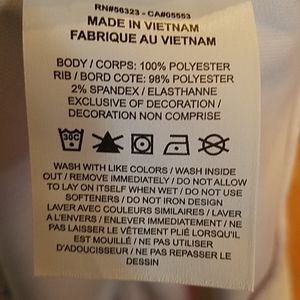 RN#56323 - CA#05553
MADE IN VIETNAM
FABRIQUE AU VIETNAM
BODY / CORPS: 100% POLYESTER
RIB / BORD COTE: 98% POLYESTER
2% SPANDEX / ELASTHANNE
EXCLUSIVE OF DECORATION /
DECORATION NON COMPRISE
30C
WASH WITH LIKE COLORS / WASH INSIDE
OUT / REMOVE IMMEDIATELY / DO NOT ALLOW
TO LAY ON ITSELF WHEN WET / DO NOT USE
SOFTENERS / DO NOT IRON DESIGN
LAVER AVEC COULEURS SIMILAIRES / LAVER
A L'ENVERS / ENLEVER IMMEDIATEMENT / NE
PAS LAISSER LE VÊTEMENT PLIÉ LORSQU'IL
EST MOUILLÉ / NE PAS UTILISER
D'ADOUCISSEUR / NE PAS REPASSER LE
DESSIN